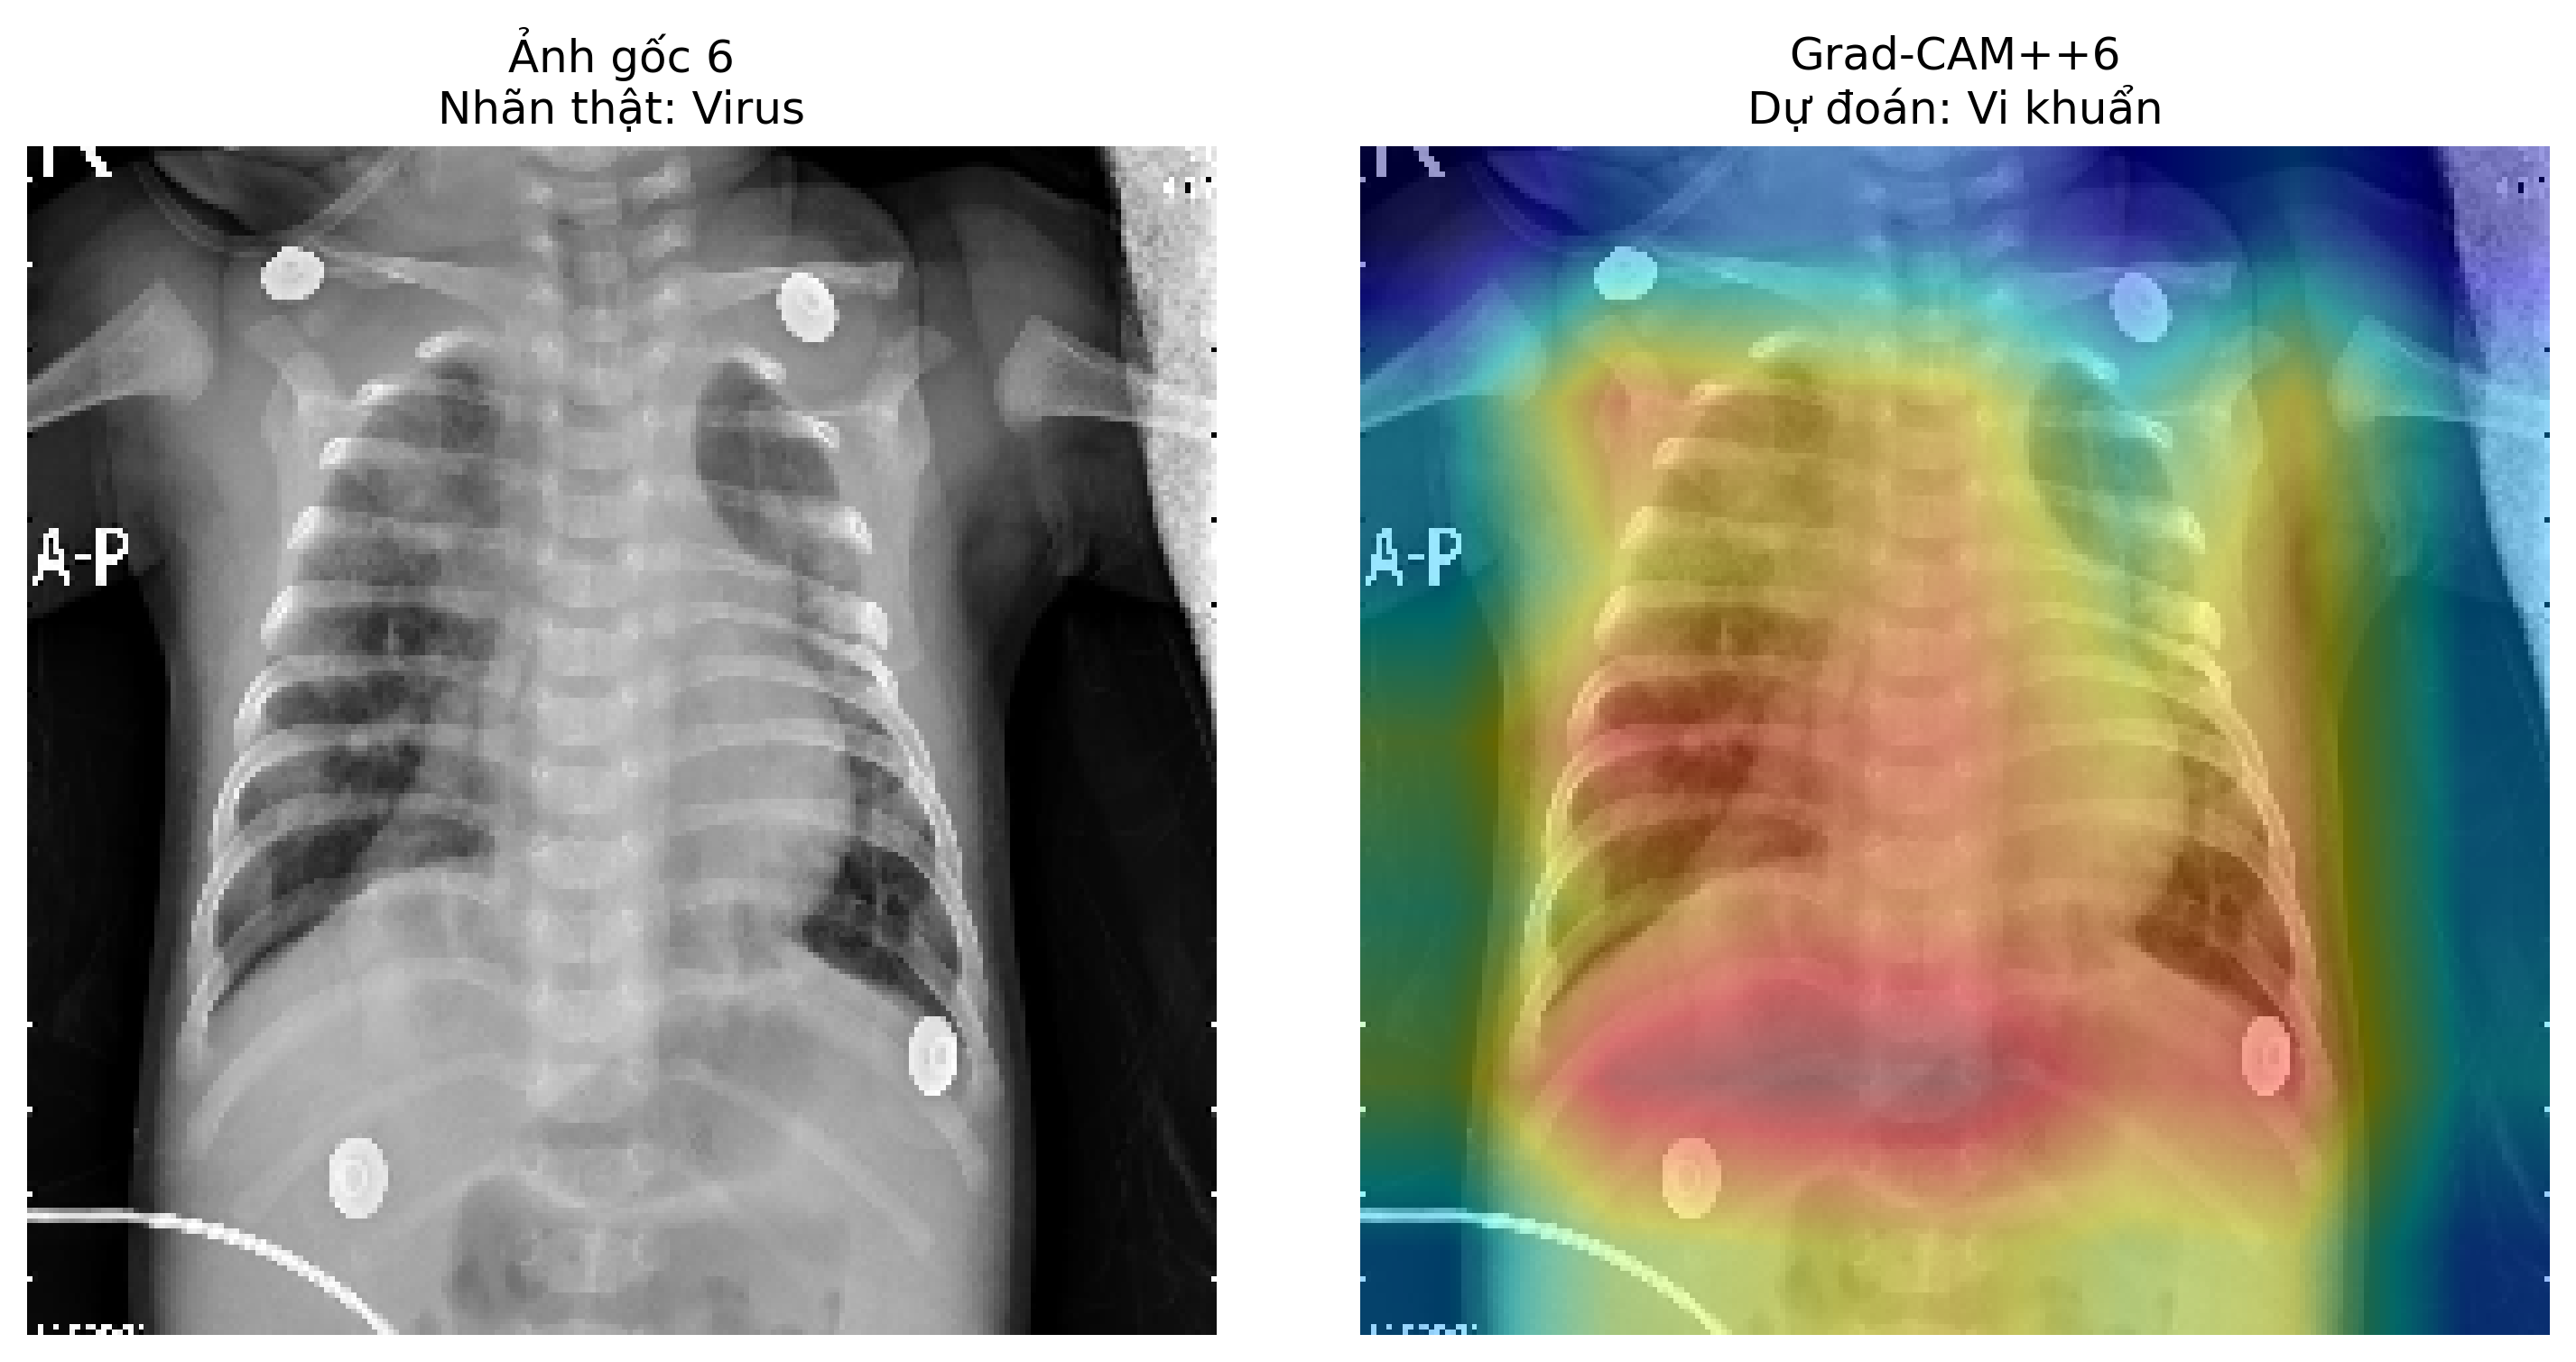 Ảnh gốc 6
Nhãn thật: Virus
Grad-CAM++6
Dự đoán: Vi khuẩn
R
A-P
R
A-P